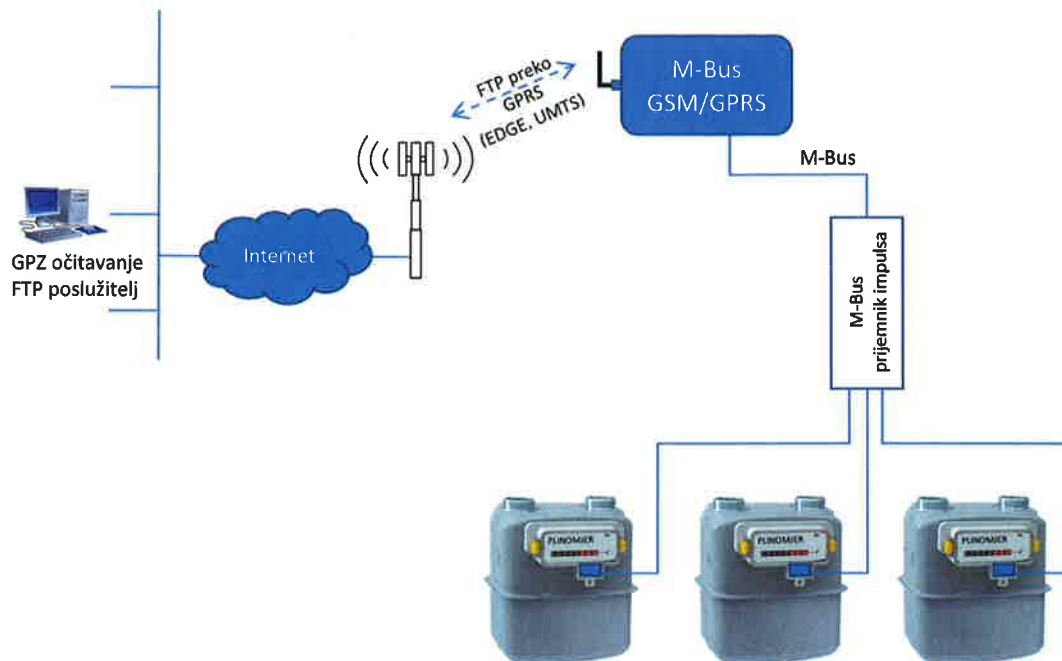 FTP preko
GPRS
(EDGE, UMTS)
M-Bus
GSM/GPRS
M-Bus
GPZ očitavanje
FTP poslužitelj
Internet
M-Bus
prijemnik impulsa
PLINOMJER
PLINOMJER
PLINOMJER